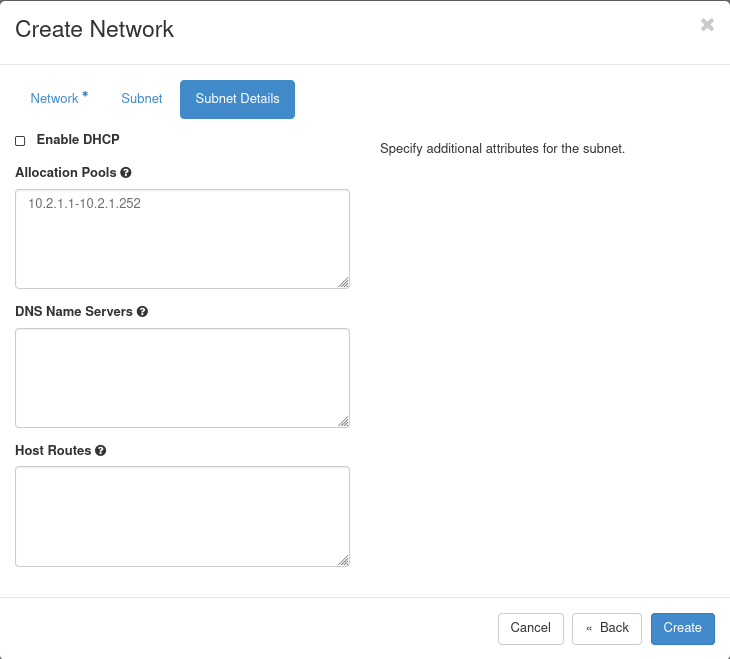 Create Network
×
Network *
Subnet
Subnet Details
Enable DHCP
Specify additional attributes for the subnet.
Allocation Pools ?
10.2.1.1-10.2.1.252
DNS Name Servers ?
Host Routes ?
Cancel
« Back
Create